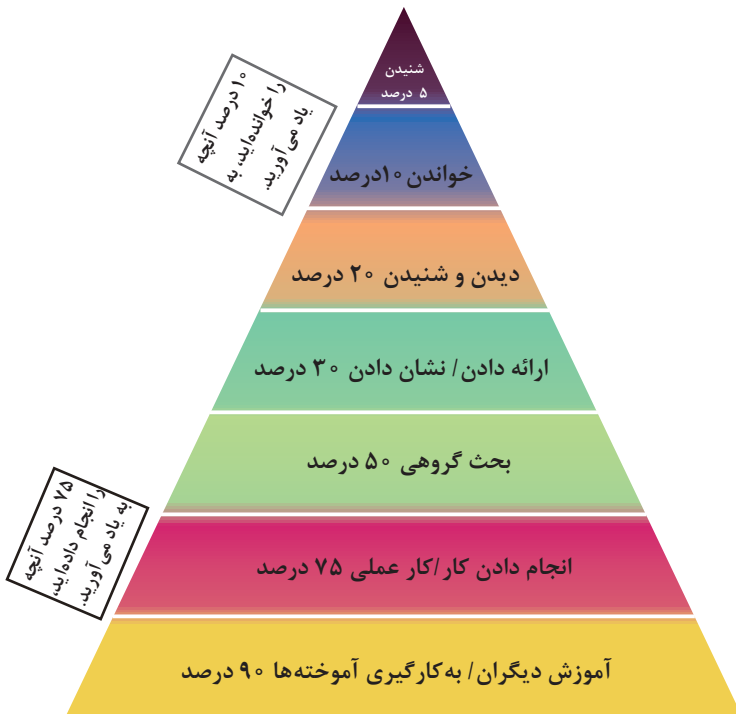 شنیدن
۵ درصد
۱۰ درصد آنچه
را خوانده‌اید، به
یاد می‌آورید.
خواندن ۱۰درصد
دیدن و شنیدن ۲۰ درصد
ارائه دادن/ نشان دادن ۳۰ درصد
بحث گروهی ۵۰ درصد
۷۵ درصد آنچه
را انجام داده‌اید،
به یاد می‌آورید.
انجام دادن کار/کار عملی ۷۵ درصد
آموزش دیگران/ به‌کارگیری آموخته‌ها ۹۰ درصد